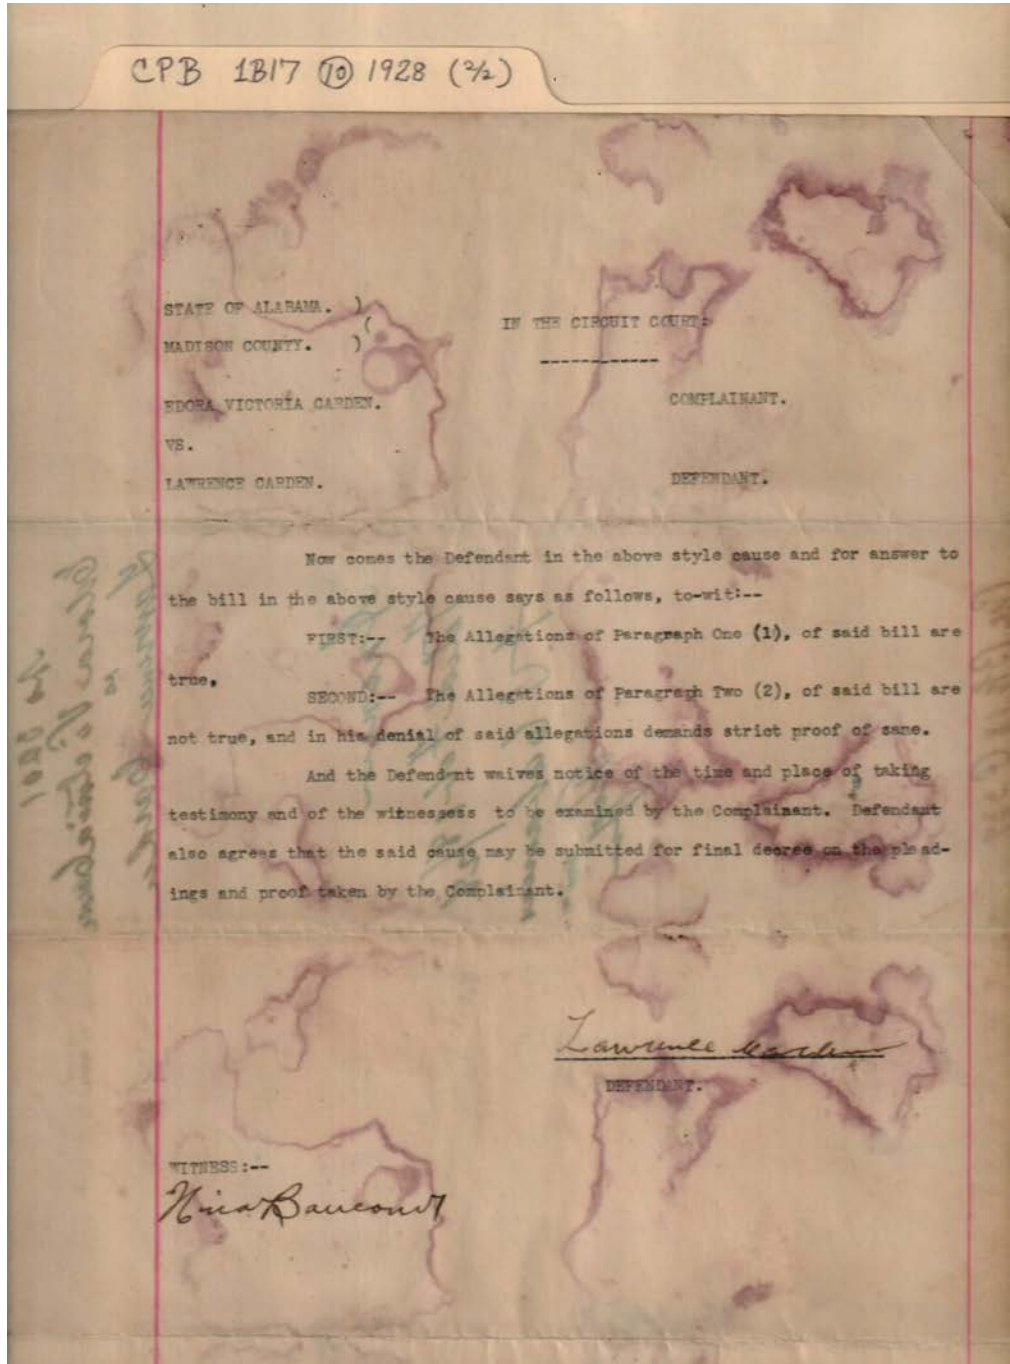 CPB 1B17 ⑩ 1928 (2/2)
STATE OF ALABAMA. )
(
IN THE CIRCUIT COURT:
MADISON COUNTY. )
------------
EDORA VICTORIA CARDEN. COMPLAINANT.
VS.
LAWRENCE CARDEN. DEFENDANT.
Now comes the Defendant in the above style cause and for answer to
the bill in the above style cause says as follows, to-wit:--
FIRST:-- The Allegations of Paragraph One (1), of said bill are
true.
SECOND:-- The Allegations of Paragraph Two (2), of said bill are
not true, and in his denial of said allegations demands strict proof of same.
And the Defendant waives notice of the time and place of taking
testimony and of the witnessess to be examined by the Complainant. Defendant
also agrees that the said cause may be submitted for final decree on the plead-
ings and proof taken by the Complainant.
Lawrence Carden
DEFENDANT.
WITNESS:--
Nina